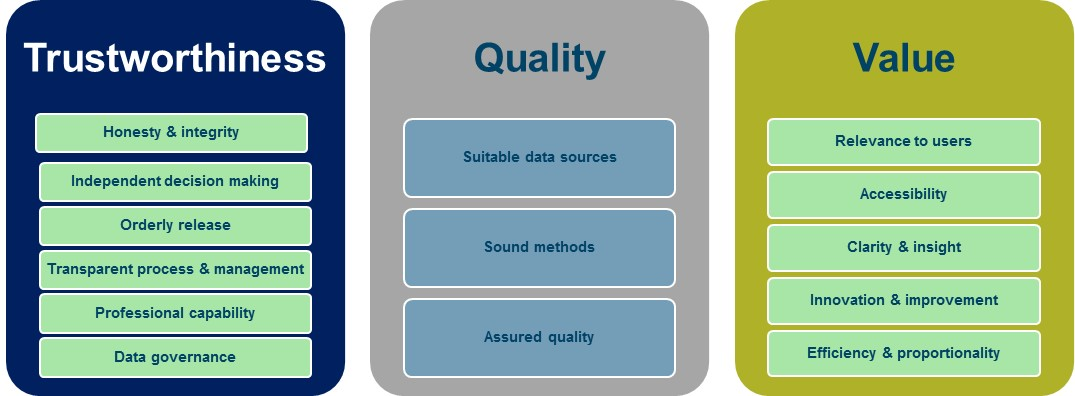 Trustworthiness
Honesty & integrity
Independent decision making
Orderly release
Transparent process & management
Professional capability
Data governance
Quality
Suitable data sources
Sound methods
Assured quality
Value
Relevance to users
Accessibility
Clarity & insight
Innovation & improvement
Efficiency & proportionality